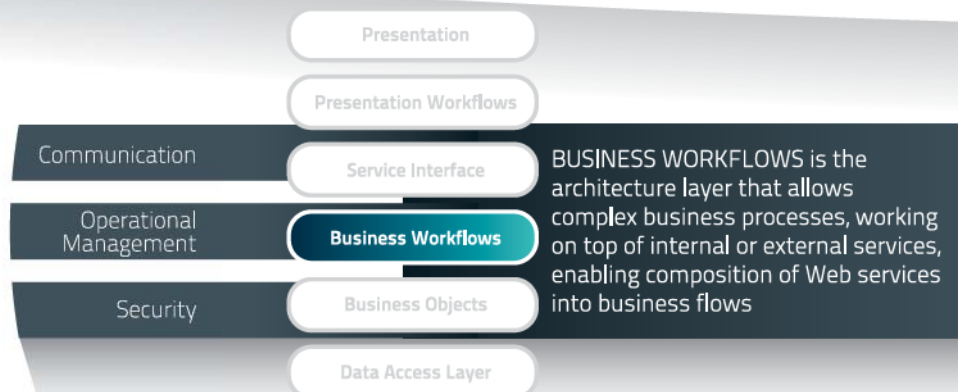 Presentation
Presentation Workflows
Communication
Service Interface
Operational
Management
Business Workflows
Security
Business Objects
Data Access Layer
BUSINESS WORKFLOWS is the
architecture layer that allows
complex business processes, working
on top of internal or external services,
enabling composition of Web services
into business flows